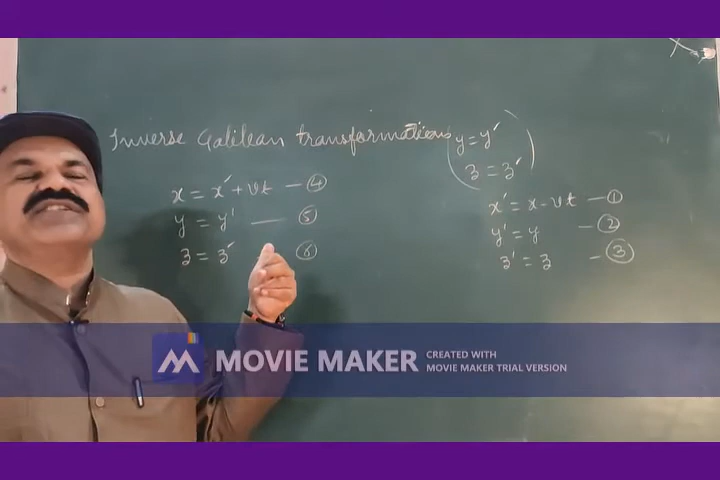 Inverse Galilean transformations
x = x′ + vt — ④
y = y′ — ⑤
z = z′ ⑥
y = y′
z = z′
x′ = x - vt — ①
y′ = y - ②
z′ = z - ③
MOVIE MAKER
CREATED WITH
MOVIE MAKER TRIAL VERSION